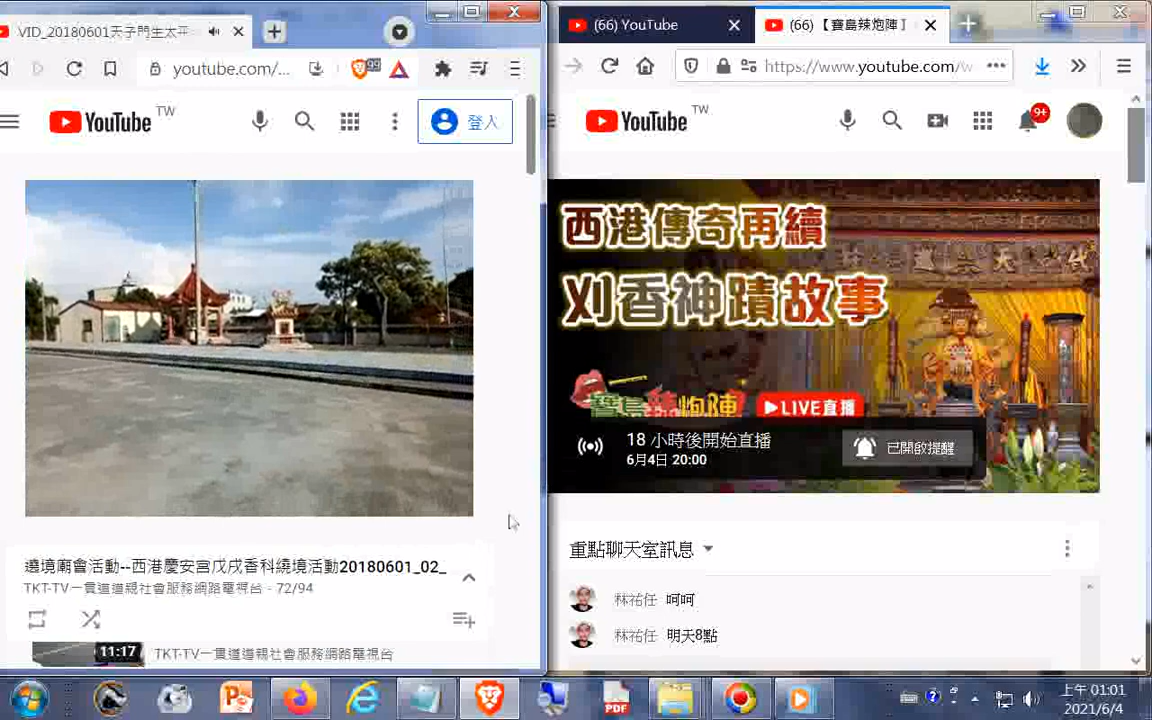 VID_20180601天子門生太平
youtube.com/...
99
YouTube TW
登入
遶境廟會活動--西港慶安宮戊戌香科繞境活動20180601_02_
TKT-TV一貫道道親社會服務網路電視台 - 72/94
11:17
TKT-TV一貫道道親社會服務網路電視台
(66) YouTube
(66) 【寶島辣炮陣】
https://www.youtube.com/w
YouTube TW
9+
西港傳奇再續
刈香神蹟故事
寶島辣炮陣
LIVE直播
18 小時後開始直播
6月4日 20:00
已開啟提醒
重點聊天室訊息
林祐任 呵呵
林祐任 明天8點
PDF
上午 01:01
2021/6/4